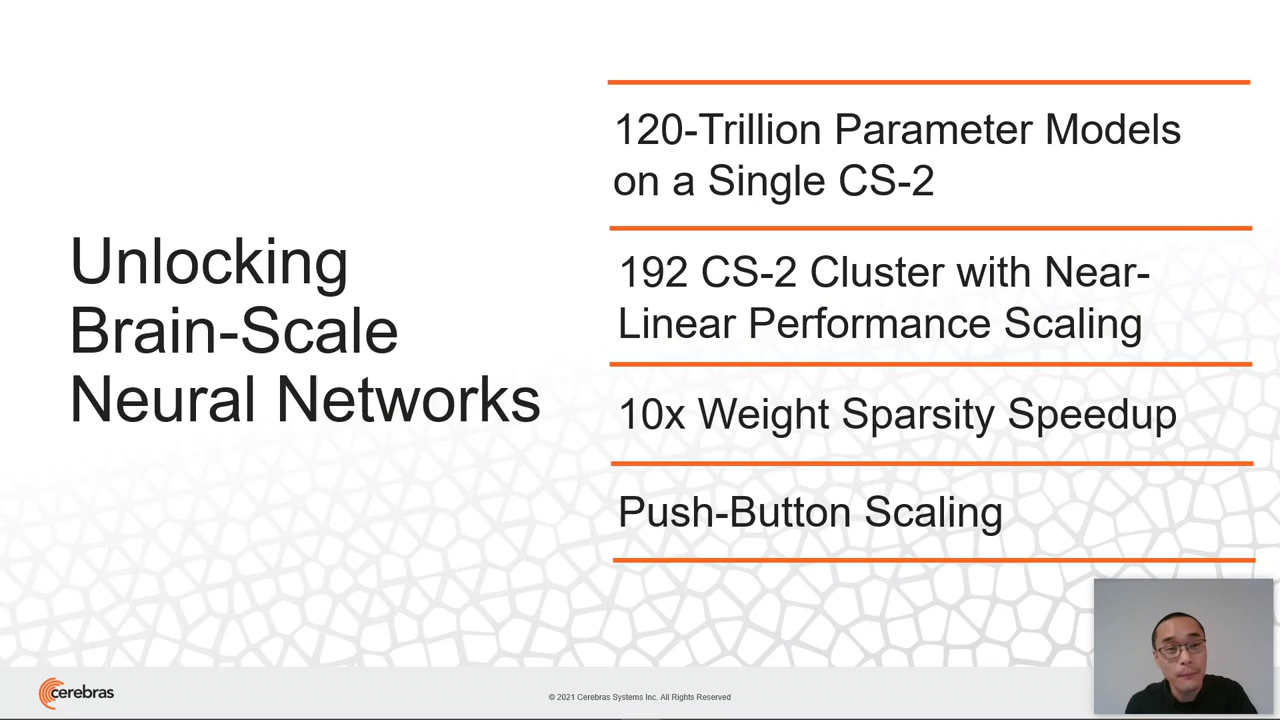 Unlocking
Brain-Scale
Neural Networks
120-Trillion Parameter Models
on a Single CS-2
192 CS-2 Cluster with Near-
Linear Performance Scaling
10x Weight Sparsity Speedup
Push-Button Scaling
cerebras
© 2021 Cerebras Systems Inc. All Rights Reserved